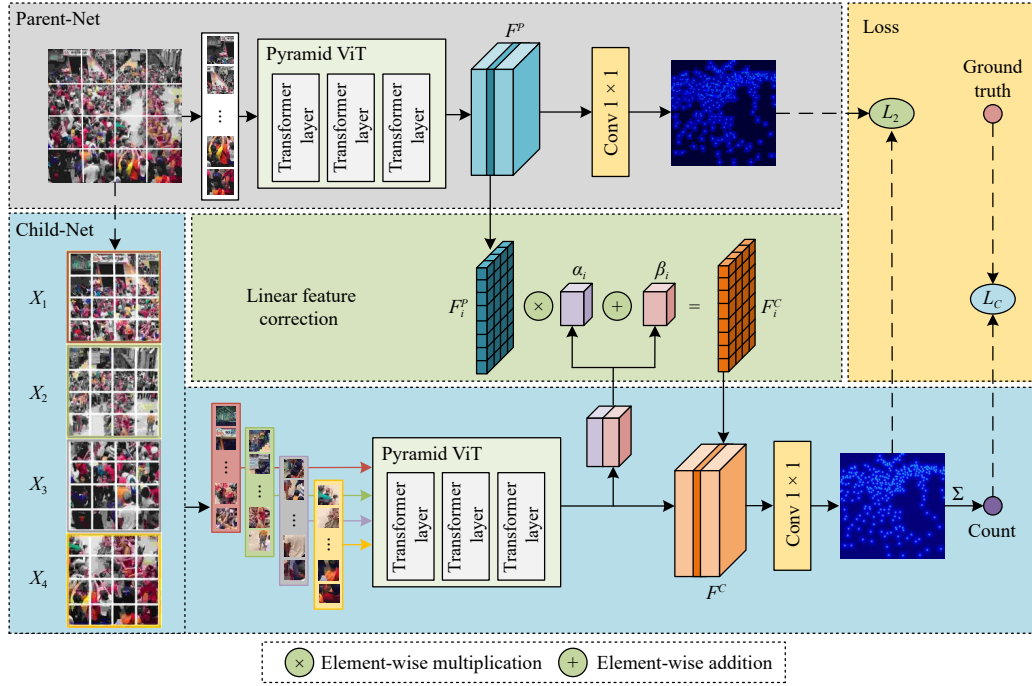 Parent-Net
Pyramid ViT
Transformer
layer
Transformer
layer
Transformer
layer
...
F^P
Conv 1 × 1
Loss
L_2
Ground
truth
L_C
Child-Net
X_1
X_2
X_3
X_4
Linear feature
correction
F_i^P
×
α_i
+
β_i
=
F_i^C
...
...
...
...
Pyramid ViT
Transformer
layer
Transformer
layer
Transformer
layer
F^C
Conv 1 × 1
Σ
Count
× Element-wise multiplication + Element-wise addition